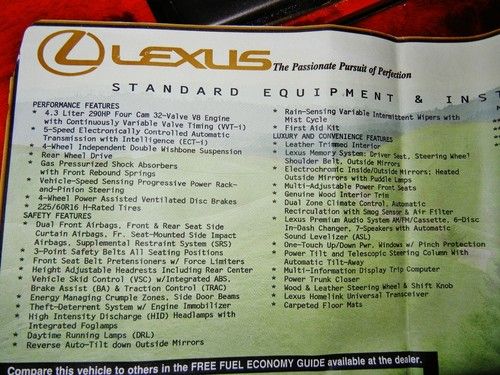 LEXUS
The Passionate Pursuit of Perfection
STANDARD EQUIPMENT & INST
PERFORMANCE FEATURES
* 4.3 Liter 290HP Four Cam 32-Valve V8 Engine
with Continuously Variable Valve Timing (VVT-i)
* 5-Speed Electronically Controlled Automatic
Transmission with Intelligence (ECT-i)
* 4-Wheel Independent Double Wishbone Suspension
* Rear Wheel Drive
* Gas Pressurized Shock Absorbers
with Front Rebound Springs
* Vehicle-Speed Sensing Progressive Power Rack-
and-Pinion Steering
* 4-Wheel Power Assisted Ventilated Disc Brakes
* 225/60R16 H-Rated Tires
SAFETY FEATURES
* Dual Front Airbags, Front & Rear Seat Side
Curtain Airbags, Fr. Seat-Mounted Side Impact
Airbags, Supplemental Restraint System (SRS)
* 3-Point Safety Belts All Seating Positions
* Front Seat Belt Pretensioners w/ Force Limiters
* Height Adjustable Headrests Including Rear Center
* Vehicle Skid Control (VSC) w/Integrated ABS,
Brake Assist (BA) & Traction Control (TRAC)
* Energy Managing Crumple Zones, Side Door Beams
* Theft-Deterrent System w/ Engine Immobilizer
* High Intensity Discharge (HID) Headlamps with
Integrated Foglamps
* Daytime Running Lamps (DRL)
* Reverse Auto-Tilt down Outside Mirrors
* Rain-Sensing Variable Intermittent Wipers with
Mist Cycle
* First Aid Kit
LUXURY AND CONVENIENCE FEATURES
* Leather Trimmed Interior
* Lexus Memory System: Driver Seat, Steering Wheel
Shoulder Belt, Outside Mirrors
* Electrochromic Inside/Outside Mirrors; Heated
Outside Mirrors with Puddle Lamps
* Multi-Adjustable Power Front Seats
* Genuine Wood Interior Trim
* Dual Zone Climate Control, Automatic
Recirculation with Smog Sensor & Air Filter
* Lexus Premium Audio System AM/FM/Cassette, 6-Disc
In-Dash Changer, 7-Speakers with Automatic
Sound Levelizer (ASL)
* One-Touch Up/Down Pwr. Windows w/ Pinch Protection
* Power Tilt and Telescopic Steering Column With
Automatic Tilt-Away
* Multi-Information Display Trip Computer
* Power Trunk Closer
* Wood & Leather Steering Wheel & Shift Knob
* Lexus Homelink Universal Transceiver
* Carpeted Floor Mats
Compare this vehicle to others in the FREE FUEL ECONOMY GUIDE available at the dealer.